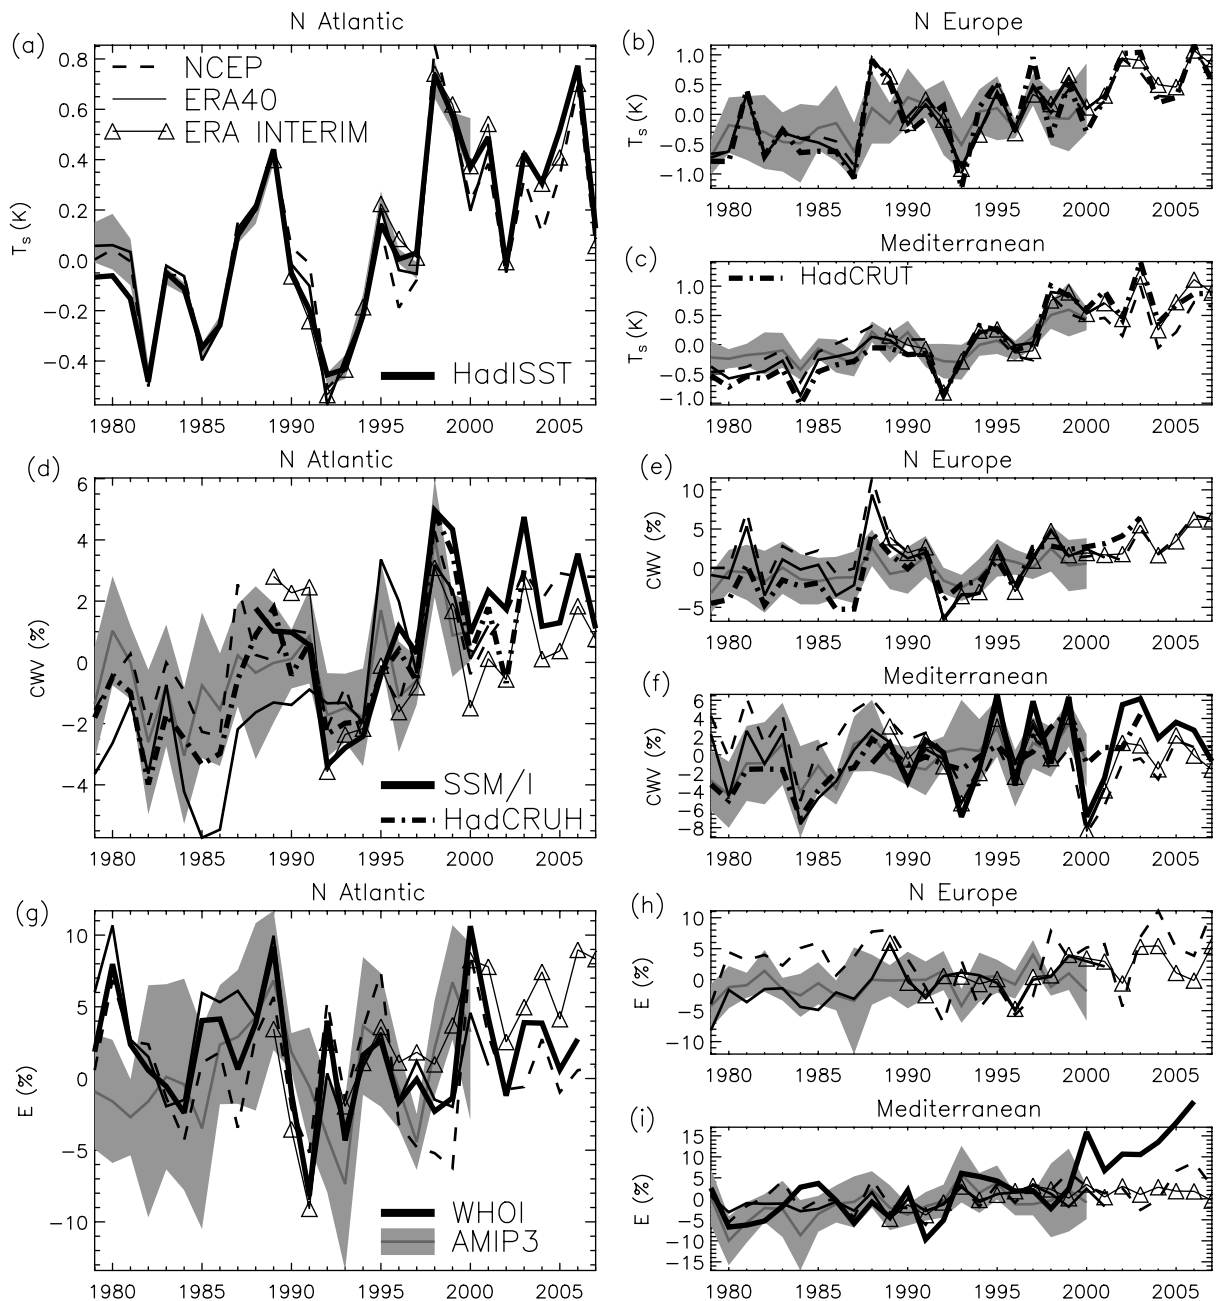 (a) N Atlantic
NCEP
ERA40
ERA INTERIM
HadISST
Ts (K)
0.8
0.6
0.4
0.2
0.0
−0.2
−0.4
1980 1985 1990 1995 2000 2005
(b) N Europe
Ts (K)
1.0
0.5
0.0
−0.5
−1.0
1980 1985 1990 1995 2000 2005
(c) Mediterranean
HadCRUT
Ts (K)
1.0
0.5
0.0
−0.5
−1.0
1980 1985 1990 1995 2000 2005
(d) N Atlantic
CWV (%)
6
4
2
0
−2
−4
SSM/I
HadCRUH
1980 1985 1990 1995 2000 2005
(e) N Europe
CWV (%)
10
5
0
−5
1980 1985 1990 1995 2000 2005
(f) Mediterranean
CWV (%)
6
4
2
0
−2
−4
−6
−8
1980 1985 1990 1995 2000 2005
(g) N Atlantic
E (%)
10
5
0
−5
−10
WHOI
AMIP3
1980 1985 1990 1995 2000 2005
(h) N Europe
E (%)
10
5
0
−5
−10
1980 1985 1990 1995 2000 2005
(i) Mediterranean
E (%)
15
10
5
0
−5
−10
−15
1980 1985 1990 1995 2000 2005